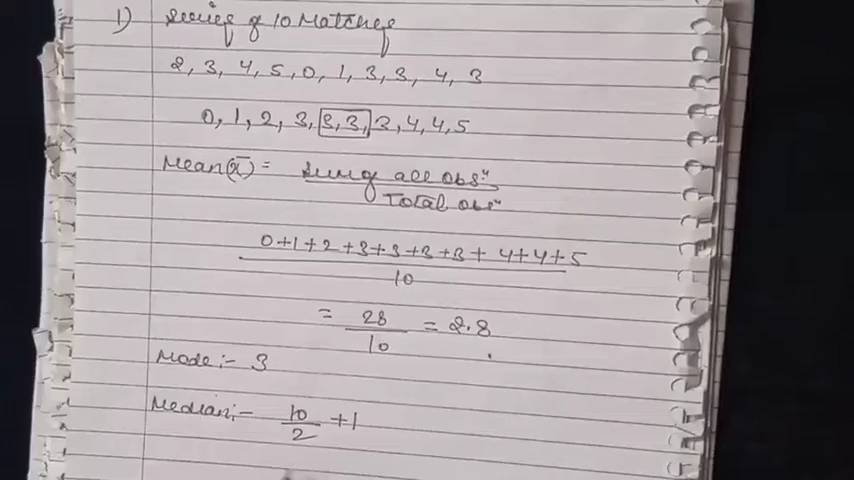 1) Series of 10 Matches
2, 3, 4, 5, 0, 1, 3, 3, 4, 3
0, 1, 2, 3, 3, 3, 3, 4, 4, 5
Mean(x̄) = Sum of all obsⁿ
Total obsⁿ
0+1+2+3+3+3+3+4+4+5
10
= 28/10 = 2.8
Mode:- 3
Median:- 10/2 +1